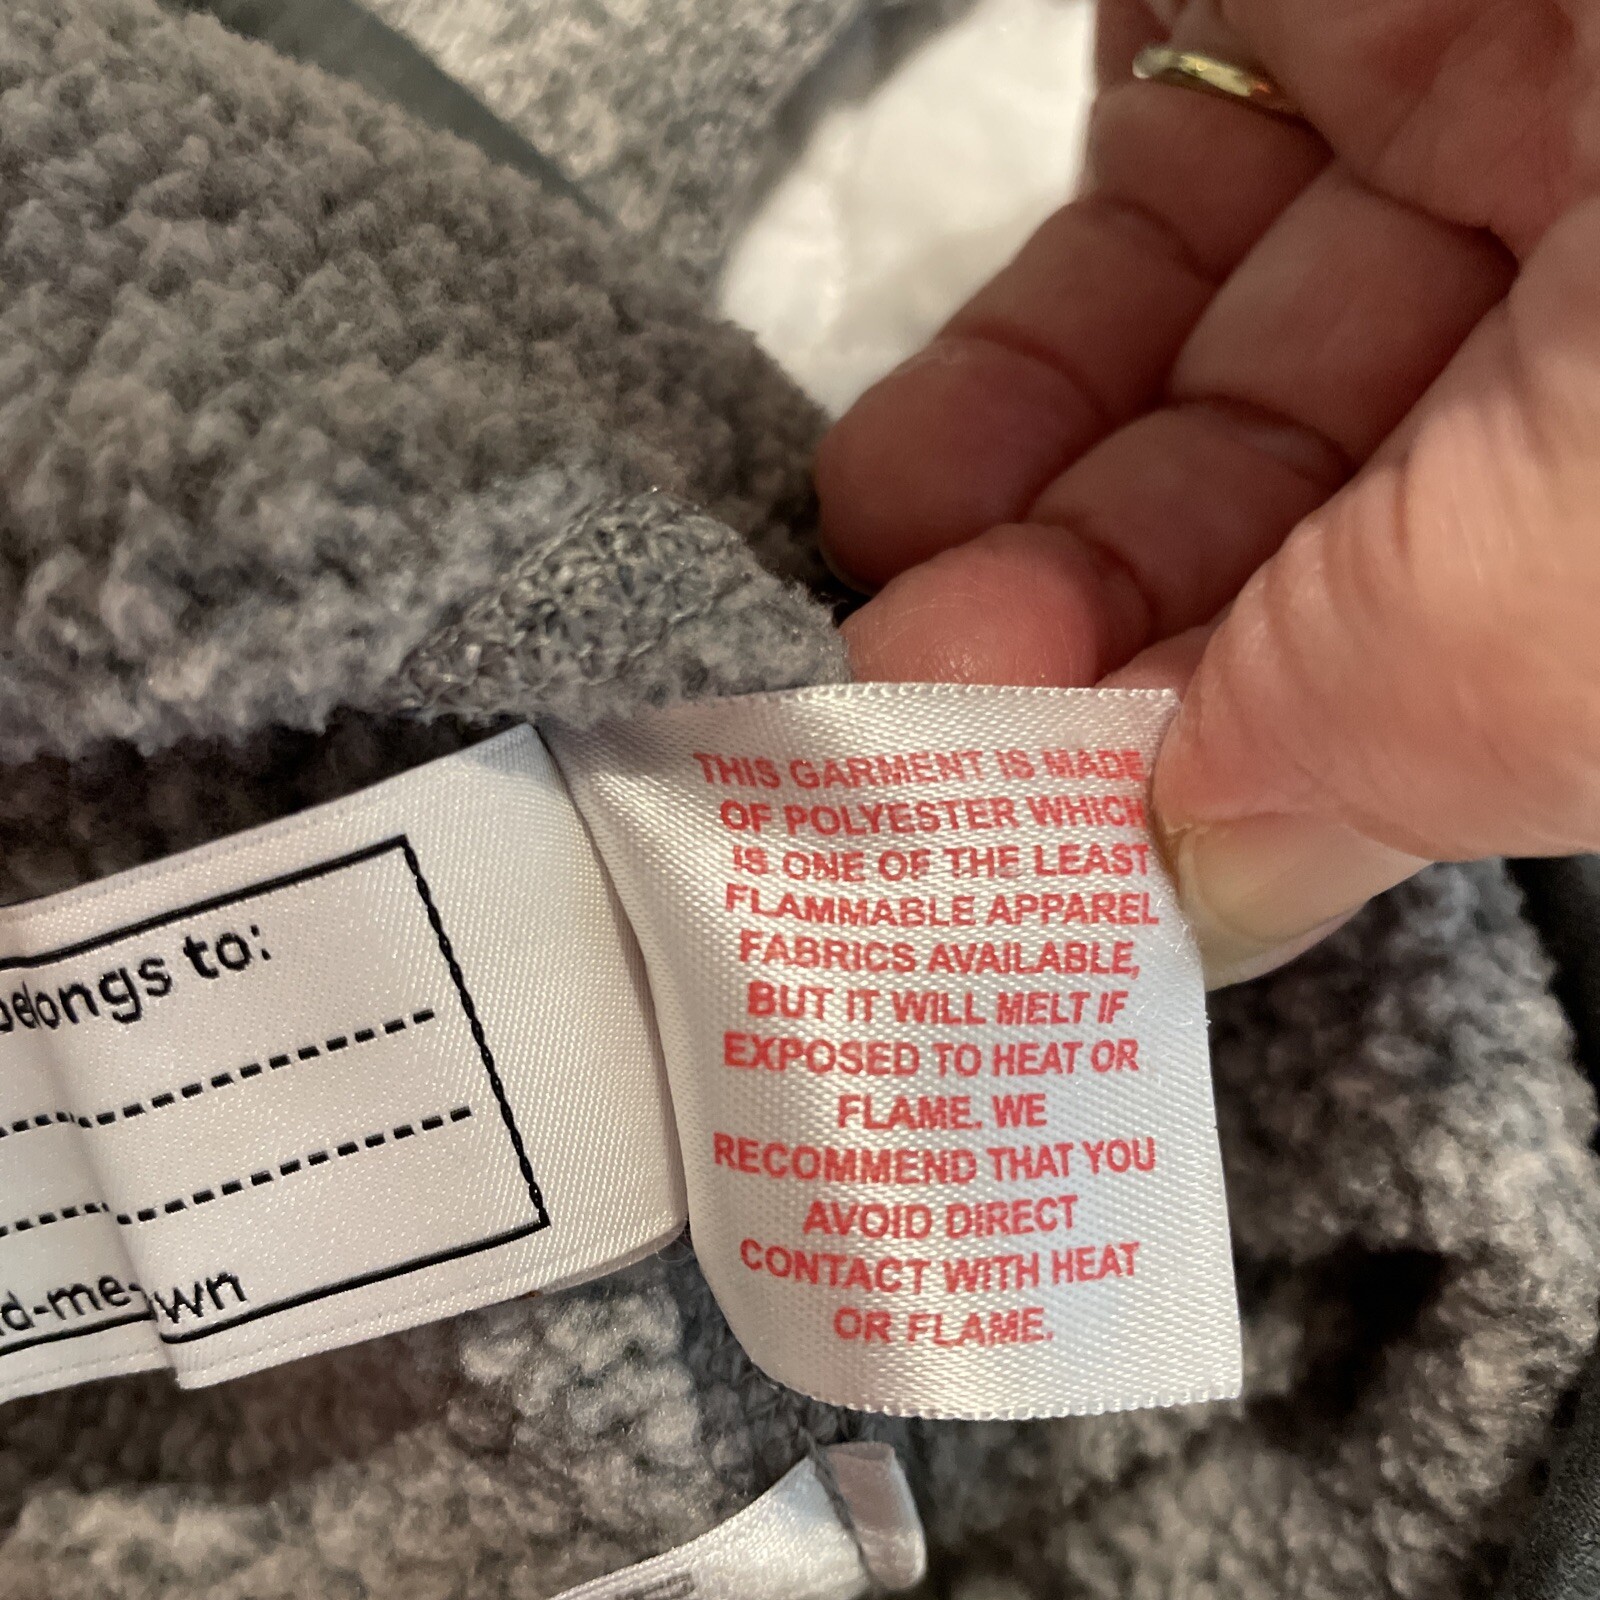 belongs to:
d-me-
wn
THIS GARMENT IS MADE
OF POLYESTER WHICH
IS ONE OF THE LEAST
FLAMMABLE APPAREL
FABRICS AVAILABLE,
BUT IT WILL MELT IF
EXPOSED TO HEAT OR
FLAME. WE
RECOMMEND THAT YOU
AVOID DIRECT
CONTACT WITH HEAT
OR FLAME.